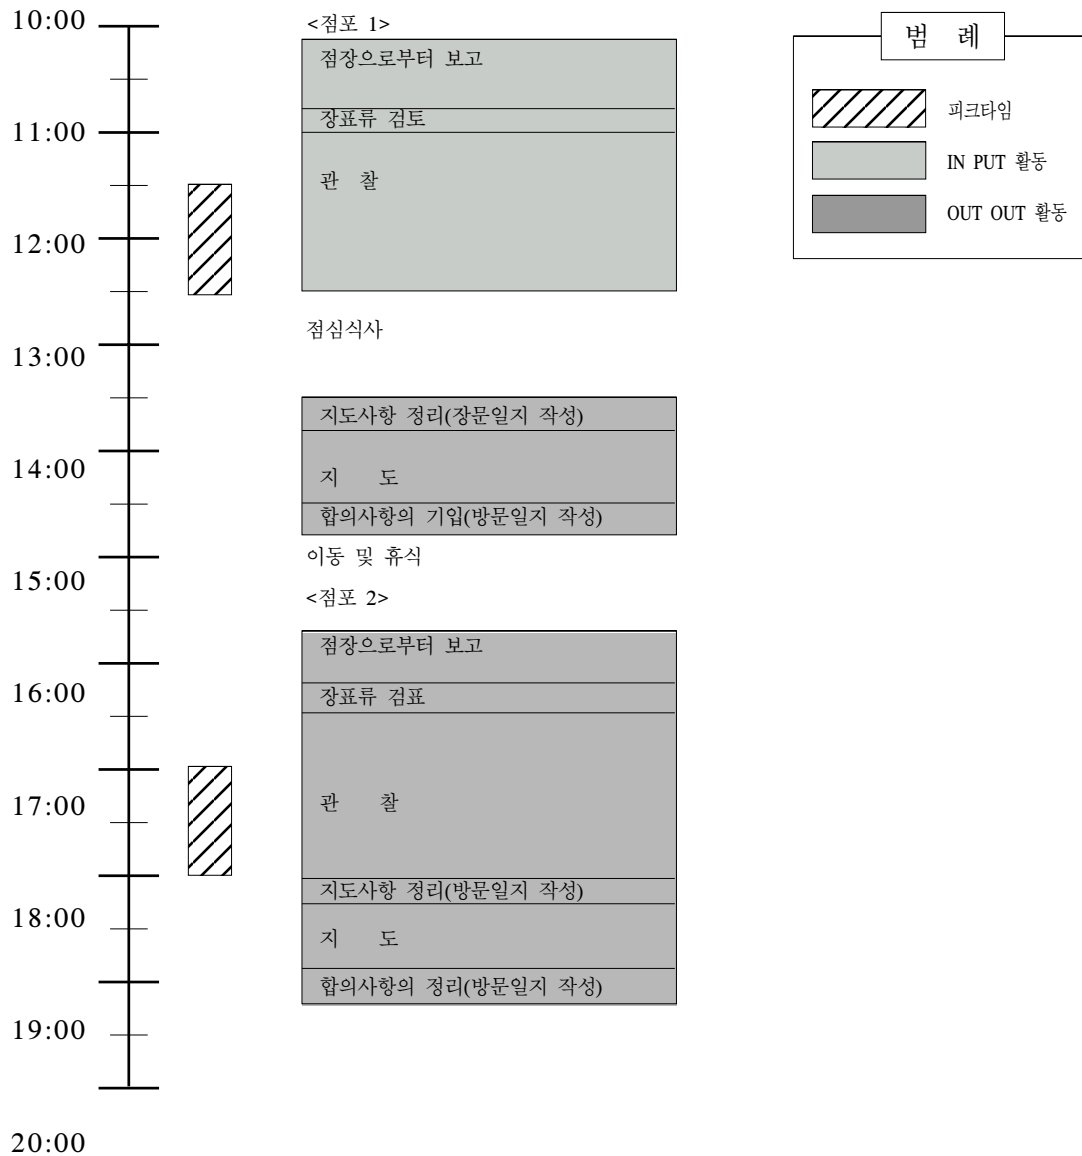 10:00
<점포 1>
점장으로부터 보고
장표류 검토
11:00
관 찰
12:00
점심식사
13:00
지도사항 정리(장문일지 작성)
14:00
지 도
합의사항의 기입(방문일지 작성)
이동 및 휴식
15:00
<점포 2>
점장으로부터 보고
16:00
장표류 검표
17:00
관 찰
지도사항 정리(방문일지 작성)
18:00
지 도
합의사항의 정리(방문일지 작성)
19:00
20:00
범 례
피크타임
IN PUT 활동
OUT OUT 활동